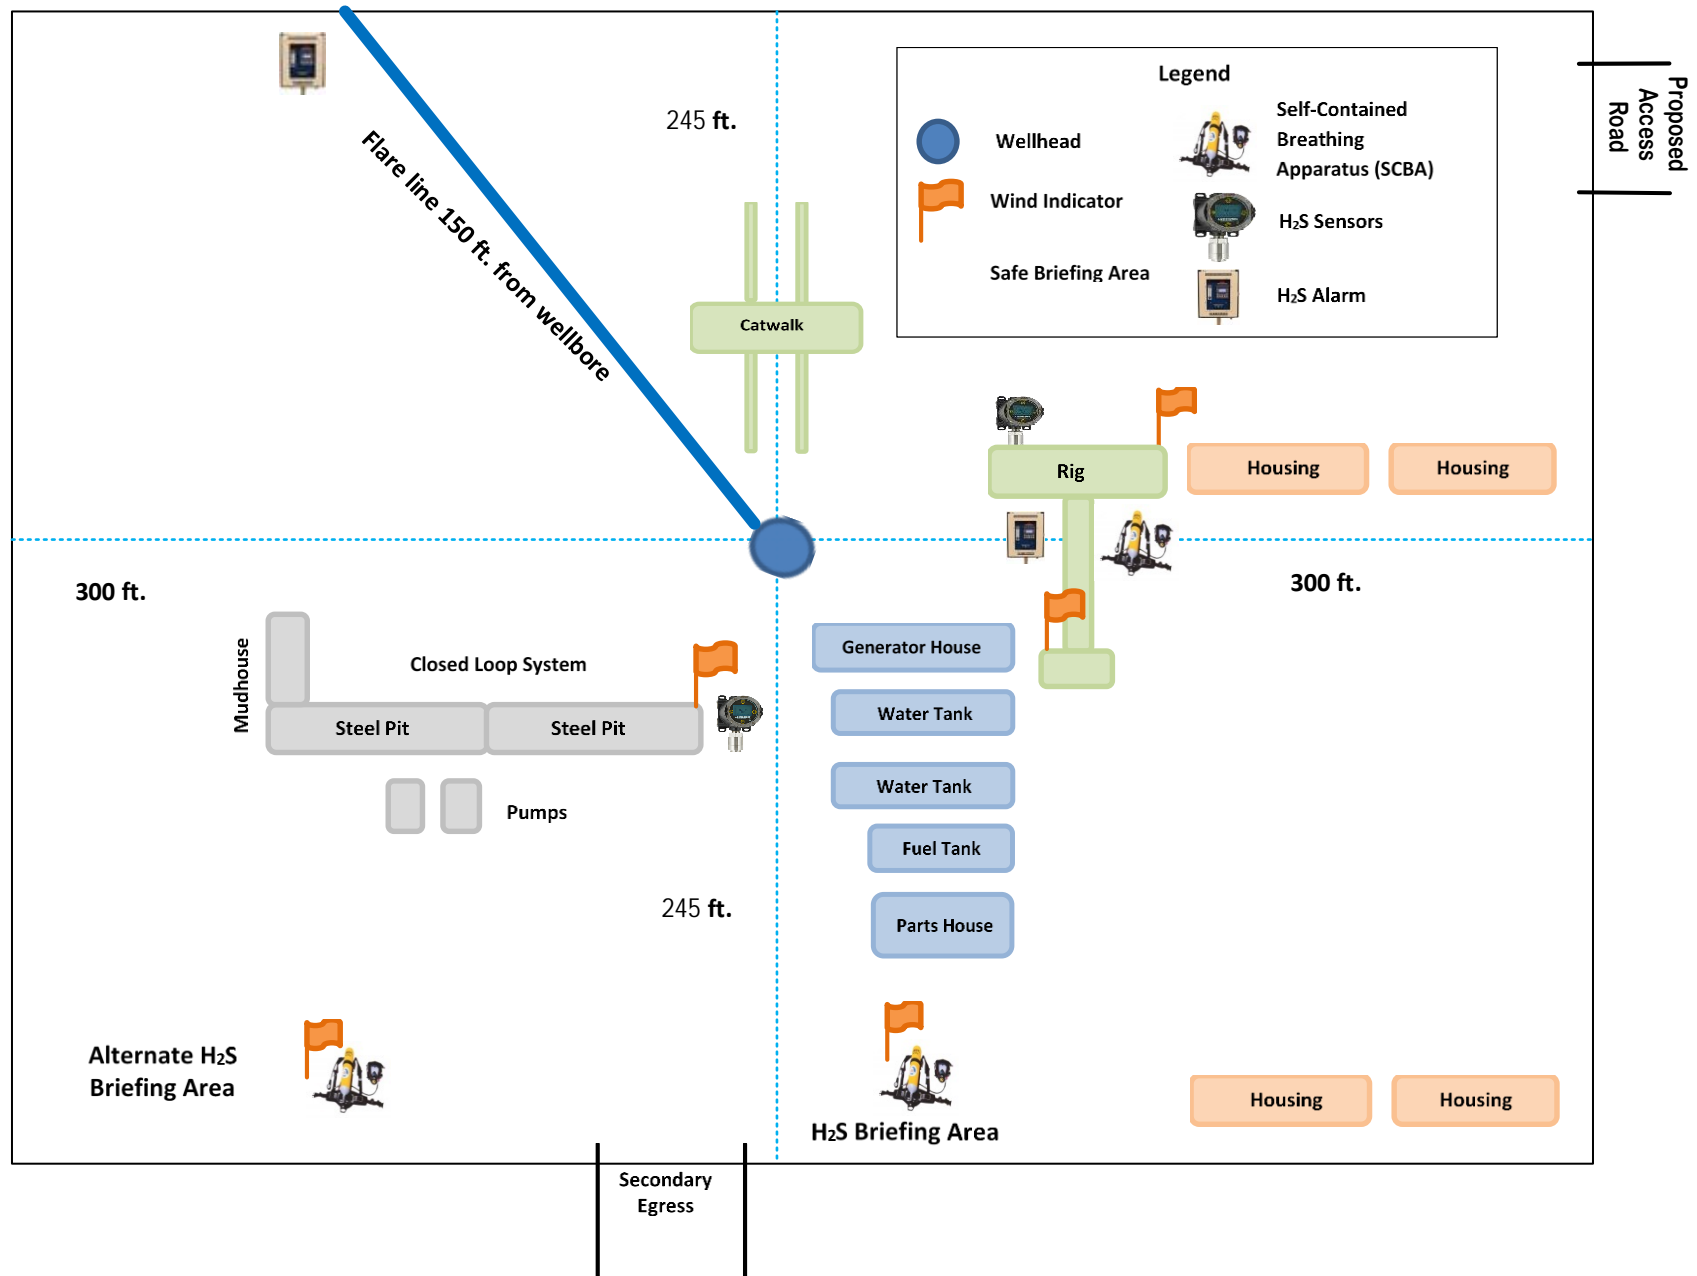 245 ft.
Flare line 150 ft. from wellbore
Legend
Wellhead
Wind Indicator
Safe Briefing Area
Self-Contained
Breathing
Apparatus (SCBA)
H₂S Sensors
H₂S Alarm
Proposed
Access
Road
Catwalk
Rig
Housing
Housing
300 ft.
300 ft.
Mudhouse
Closed Loop System
Steel Pit
Steel Pit
Pumps
Generator House
Water Tank
Water Tank
Fuel Tank
Parts House
245 ft.
Alternate H₂S
Briefing Area
H₂S Briefing Area
Housing
Housing
Secondary
Egress